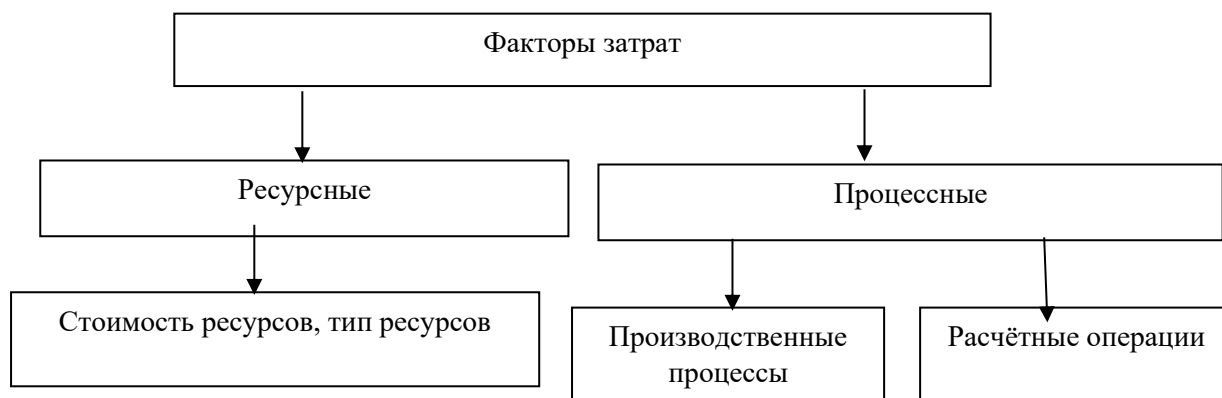 Факторы затрат
Ресурсные
Процессные
Стоимость ресурсов, тип ресурсов
Производственные
процессы
Расчётные операции